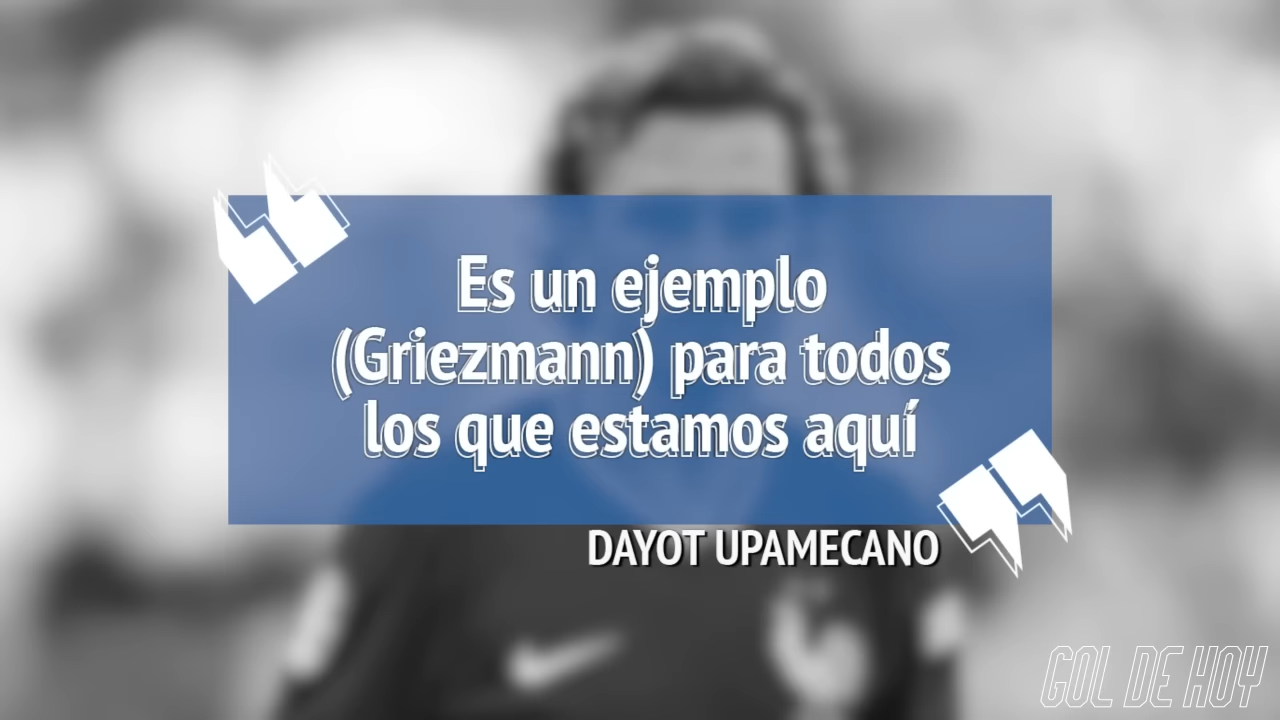 Es un ejemplo
(Griezmann) para todos
los que estamos aquí
DAYOT UPAMECANO
GOL DE HOY